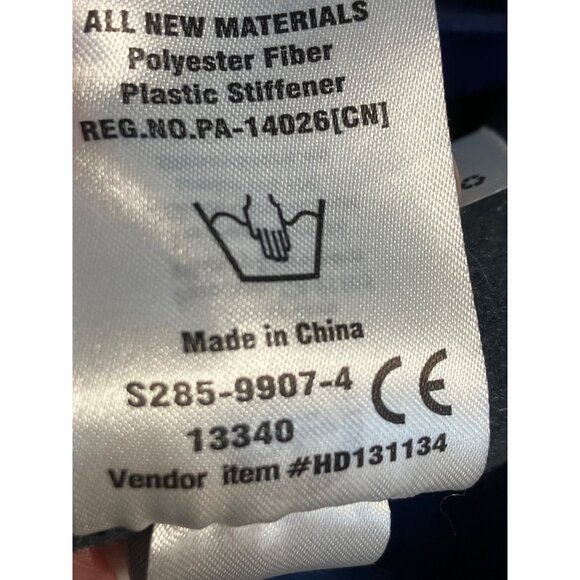 ALL NEW MATERIALS
Polyester Fiber
Plastic Stiffener
REG.NO.PA-14026[CN]
Made in China
S285-9907-4
CE
13340
Vendor item #HD131134